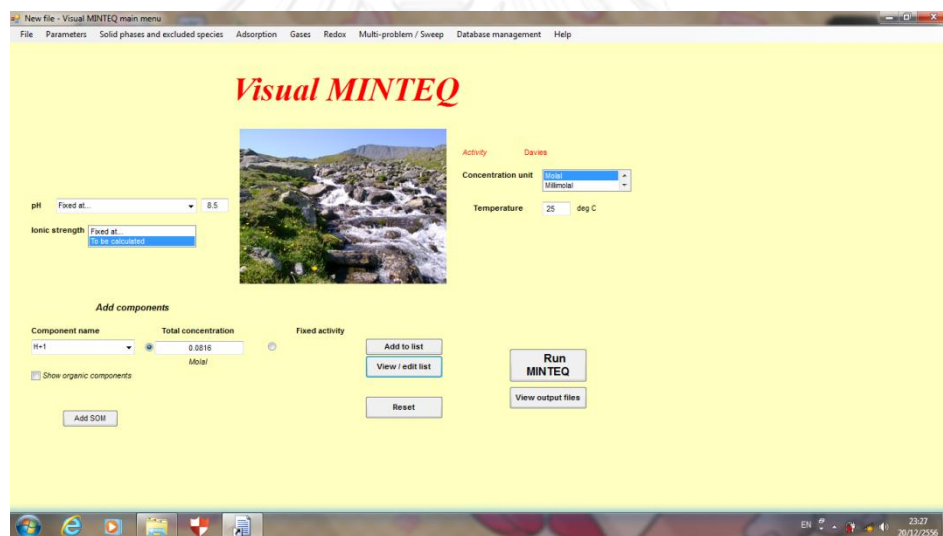 New file - Visual MINTEQ main menu
File Parameters Solid phases and excluded species Adsorption Gases Redox Multi-problem / Sweep Database management Help
Visual MINTEQ
Activity Davies
Concentration unit Molal
Millimolal
pH Fixed at... 8.5
Temperature 25 deg C
Ionic strength Fixed at...
To be calculated
Add components
Component name Total concentration Fixed activity
H+1 0.0816 Add to list
Molal
View / edit list
Run
MINTEQ
Show organic components
View output files
Reset
Add SOM
EN
23:27
20/12/2556